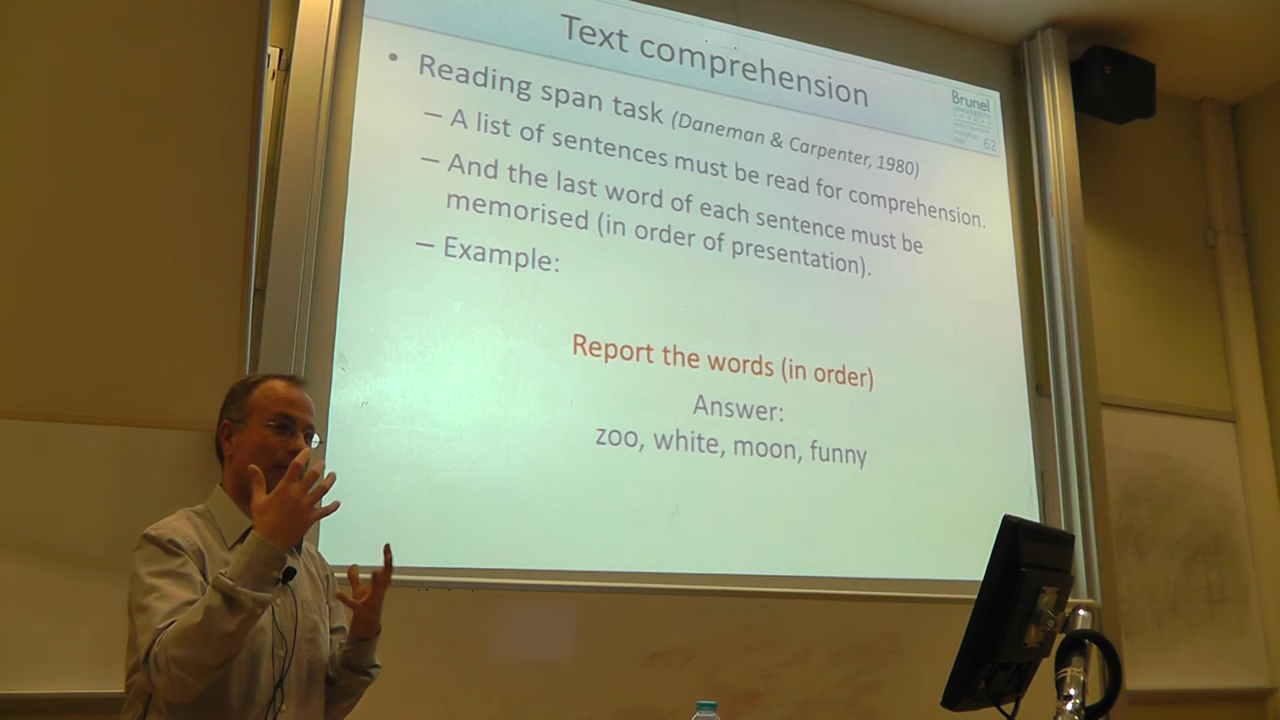 Text comprehension
Brunel
UNIVERSITY
LONDON
62
• Reading span task (Daneman & Carpenter, 1980)
– A list of sentences must be read for comprehension.
– And the last word of each sentence must be
memorised (in order of presentation).
– Example:
Report the words (in order)
Answer:
zoo, white, moon, funny